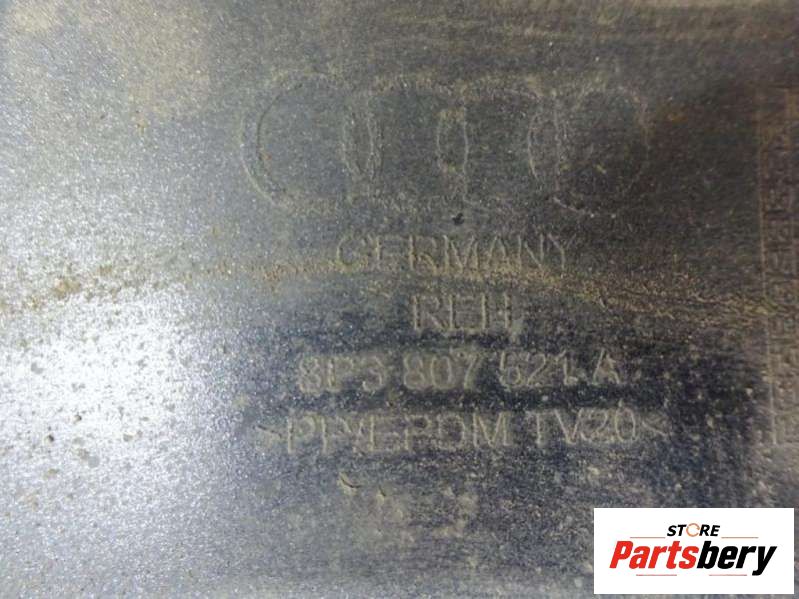 GERMANY
REH
8P3 807 521 A
>PP/EPDM TV20<
STORE
Partsbery